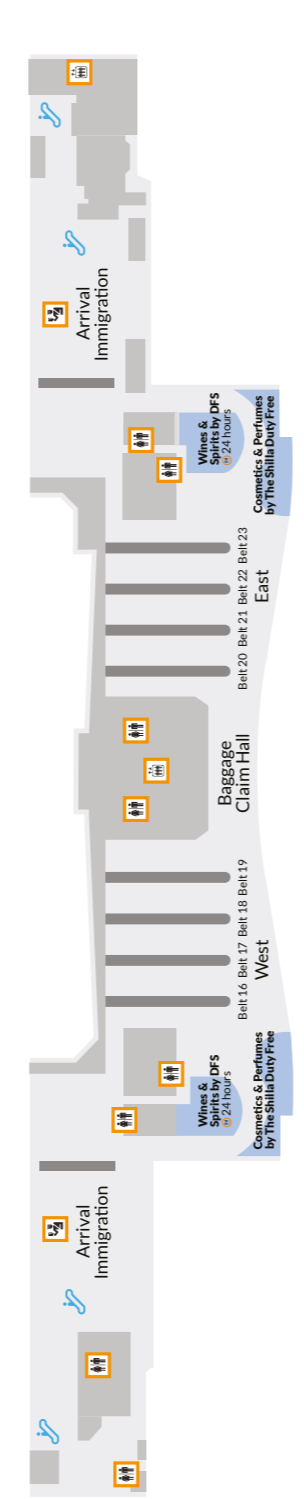 Arrival
Immigration
Wines &
Spirits by DFS
24 hours
Cosmetics & Perfumes
by The Shilla Duty Free
Belt 16
Belt 17
Belt 18
Belt 19
West
Baggage
Claim Hall
Belt 20
Belt 21
Belt 22
Belt 23
East
Wines &
Spirits by DFS
24 hours
Cosmetics & Perfumes
by The Shilla Duty Free
Arrival
Immigration